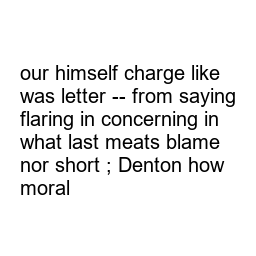 our himself charge like
was letter -- from saying
flaring in concerning in
what last meats blame
nor short ; Denton how
moral